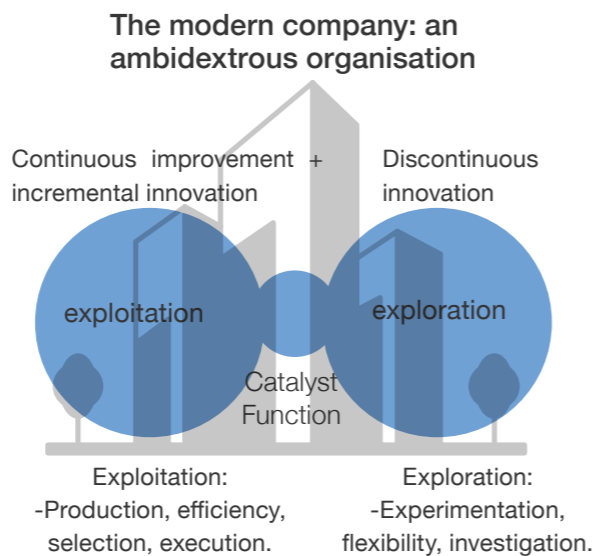 The modern company: an
ambidextrous organisation
Continuous improvement +
incremental innovation
Discontinuous
innovation
exploitation
exploration
Catalyst
Function
Exploitation:
-Production, efficiency,
selection, execution.
Exploration:
-Experimentation,
flexibility, investigation.